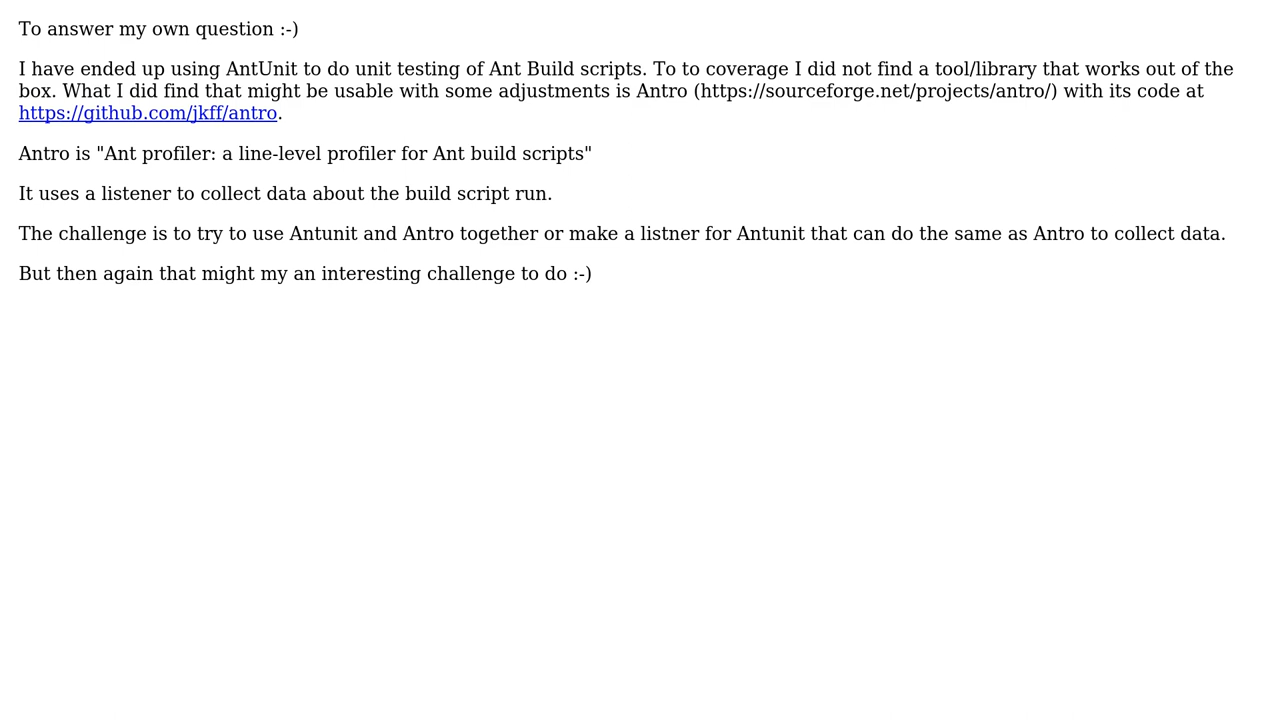 To answer my own question :-)
I have ended up using AntUnit to do unit testing of Ant Build scripts. To to coverage I did not find a tool/library that works out of the
box. What I did find that might be usable with some adjustments is Antro (https://sourceforge.net/projects/antro/) with its code at
https://github.com/jkff/antro.
Antro is "Ant profiler: a line-level profiler for Ant build scripts"
It uses a listener to collect data about the build script run.
The challenge is to try to use Antunit and Antro together or make a listner for Antunit that can do the same as Antro to collect data.
But then again that might my an interesting challenge to do :-)